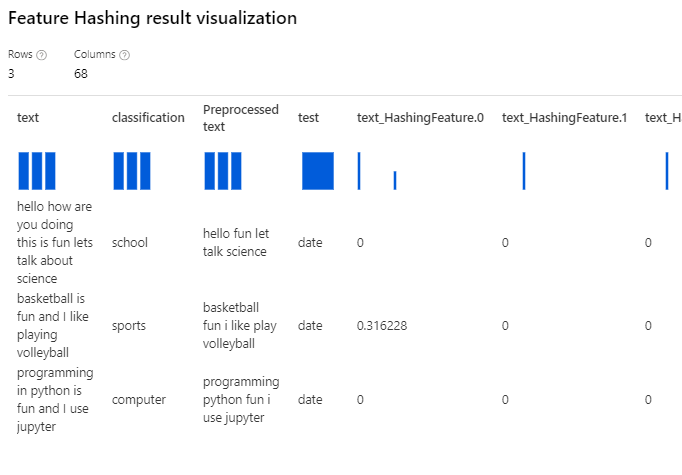 Feature Hashing result visualization
Rows ? Columns ?
3 68
text classification Preprocessed text test text_HashingFeature.0 text_HashingFeature.1 text_H
hello how are
you doing
this is fun lets
talk about
science
school
hello fun let
talk science
date
0
0
0
basketball is
fun and I like
playing
volleyball
sports
basketball
fun i like play
volleyball
date
0.316228
0
0
programming
in python is
fun and I use
jupyter
computer
programming
python fun i
use jupyter
date
0
0
0